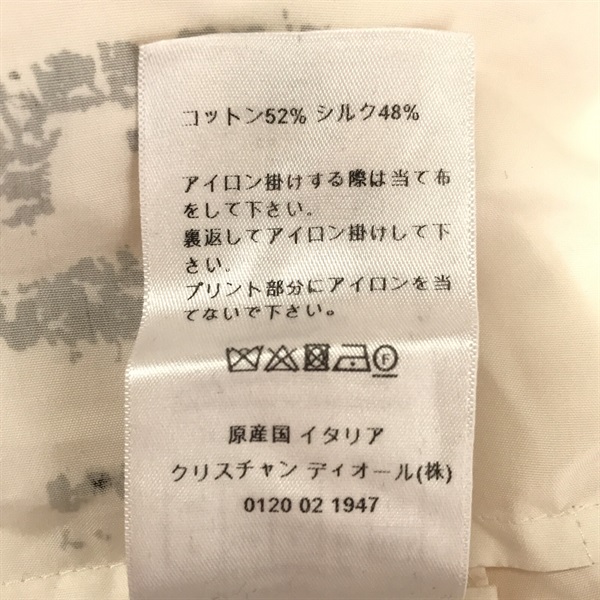 コットン52% シルク48%
アイロン掛けする際は当て布
をして下さい.
裏返してアイロン掛けして下
さい.
プリント部分にアイロンを当
てないで下さい.
F
原産国 イタリア
クリスチャン ディオール(株)
0120 02 1947